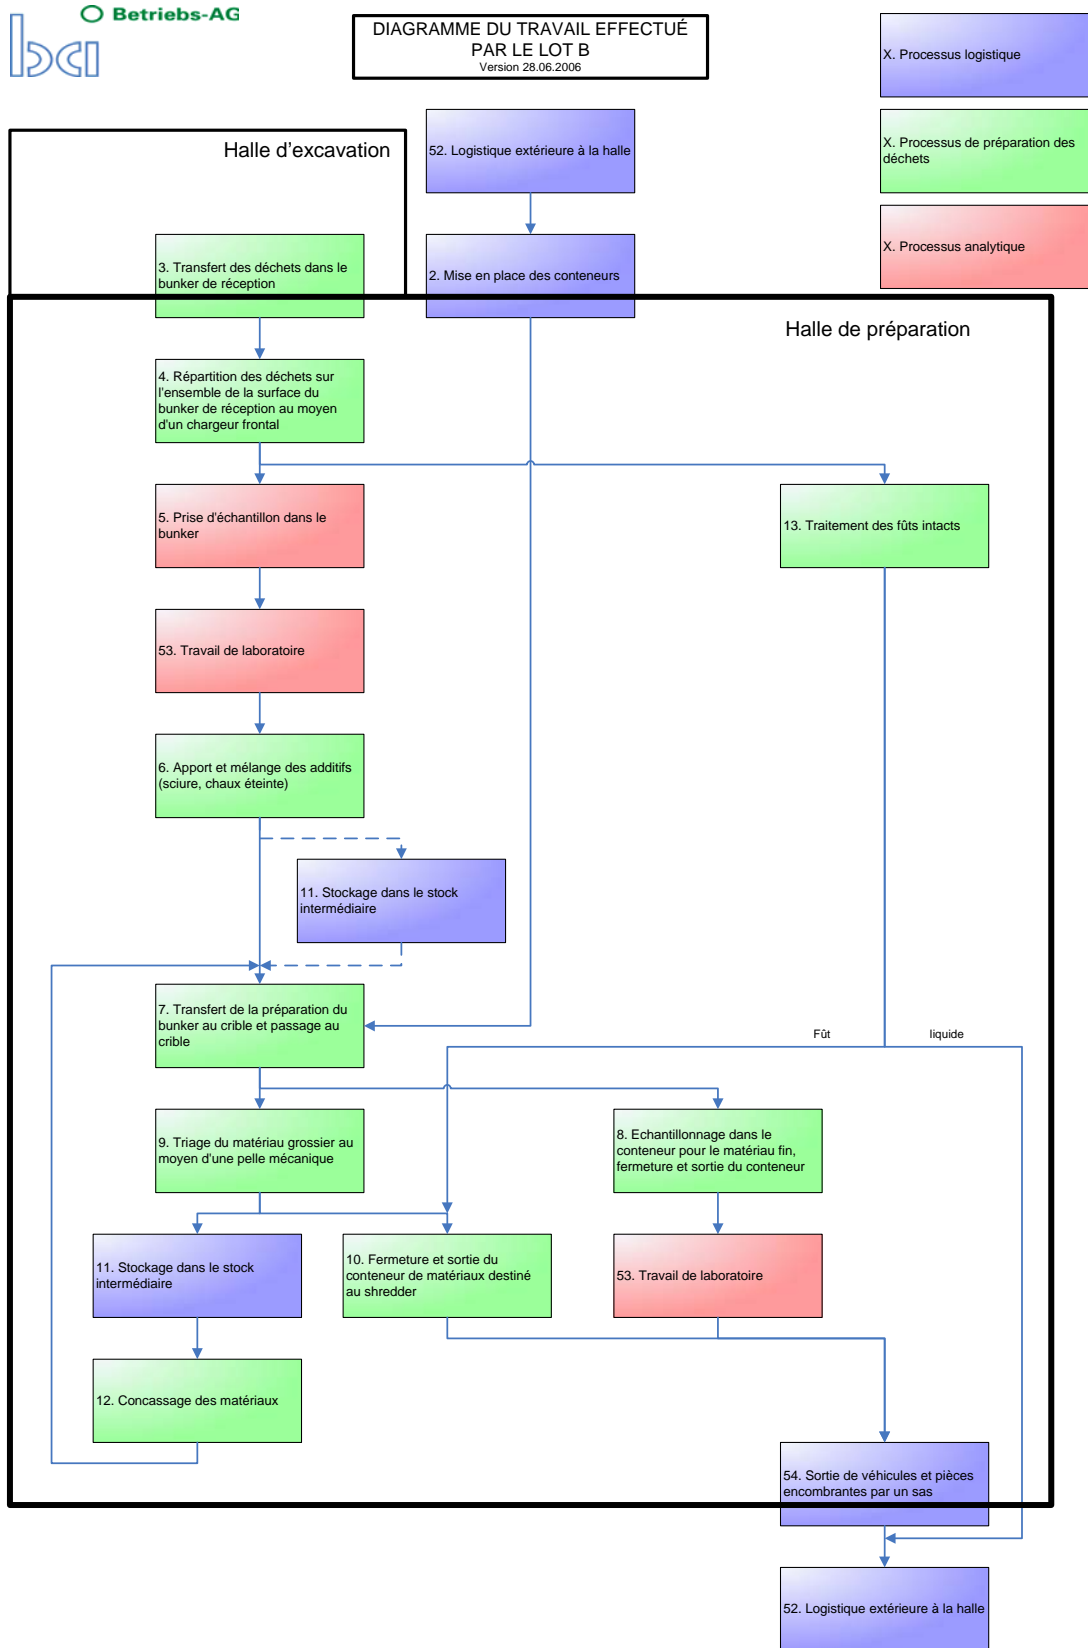 Betriebs-AG
bci
DIAGRAMME DU TRAVAIL EFFECTUÉ
PAR LE LOT B
Version 28.06.2006
X. Processus logistique
X. Processus de préparation des
déchets
X. Processus analytique
Halle d'excavation
52. Logistique extérieure à la halle
3. Transfert des déchets dans le
bunker de réception
2. Mise en place des conteneurs
Halle de préparation
4. Répartition des déchets sur
l'ensemble de la surface du
bunker de réception au moyen
d'un chargeur frontal
5. Prise d'échantillon dans le
bunker
13. Traitement des fûts intacts
53. Travail de laboratoire
6. Apport et mélange des additifs
(sciure, chaux éteinte)
11. Stockage dans le stock
intermédiaire
7. Transfert de la préparation du
bunker au crible et passage au
crible
Fût
liquide
9. Triage du matériau grossier au
moyen d'une pelle mécanique
8. Echantillonnage dans le
conteneur pour le matériau fin,
fermeture et sortie du conteneur
11. Stockage dans le stock
intermédiaire
10. Fermeture et sortie du
conteneur de matériaux destiné
au shredder
53. Travail de laboratoire
12. Concassage des matériaux
54. Sortie de véhicules et pièces
encombrantes par un sas
52. Logistique extérieure à la halle